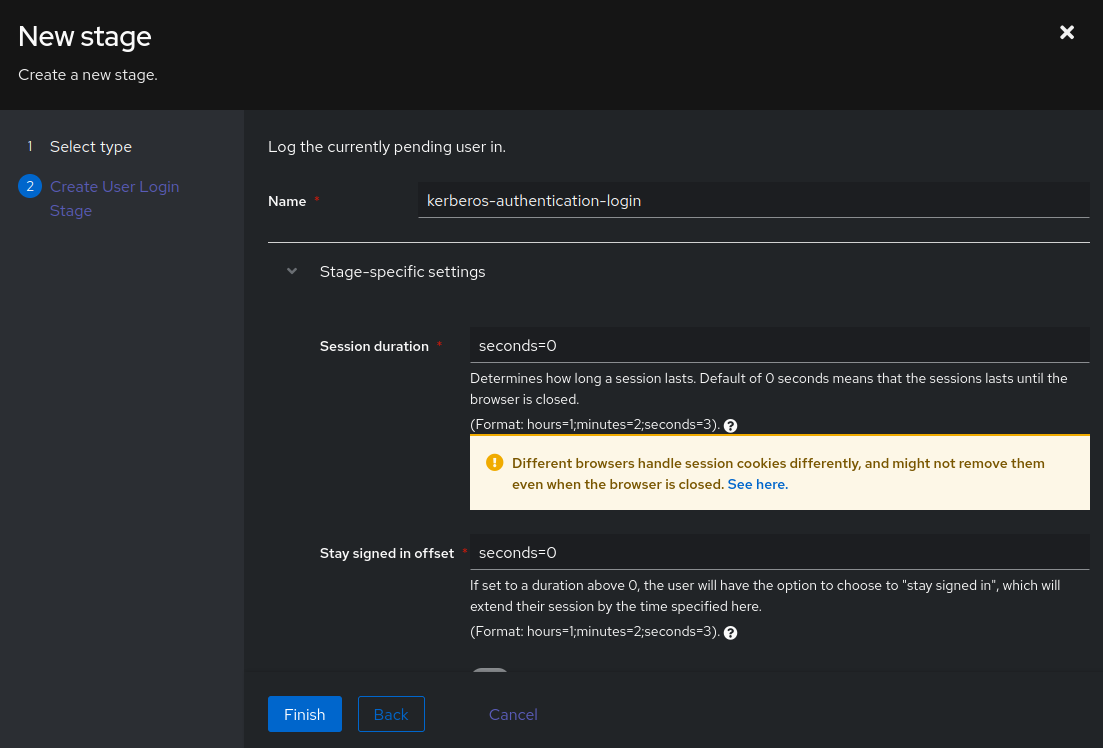 New stage
Create a new stage.
1 Select type
2 Create User Login
Stage
Log the currently pending user in.
Name *
kerberos-authentication-login
Stage-specific settings
Session duration *
seconds=0
Determines how long a session lasts. Default of 0 seconds means that the sessions lasts until the
browser is closed.
(Format: hours=1;minutes=2;seconds=3).
Different browsers handle session cookies differently, and might not remove them
even when the browser is closed. See here.
Stay signed in offset *
seconds=0
If set to a duration above 0, the user will have the option to choose to "stay signed in", which will
extend their session by the time specified here.
(Format: hours=1;minutes=2;seconds=3).
Finish
Back
Cancel